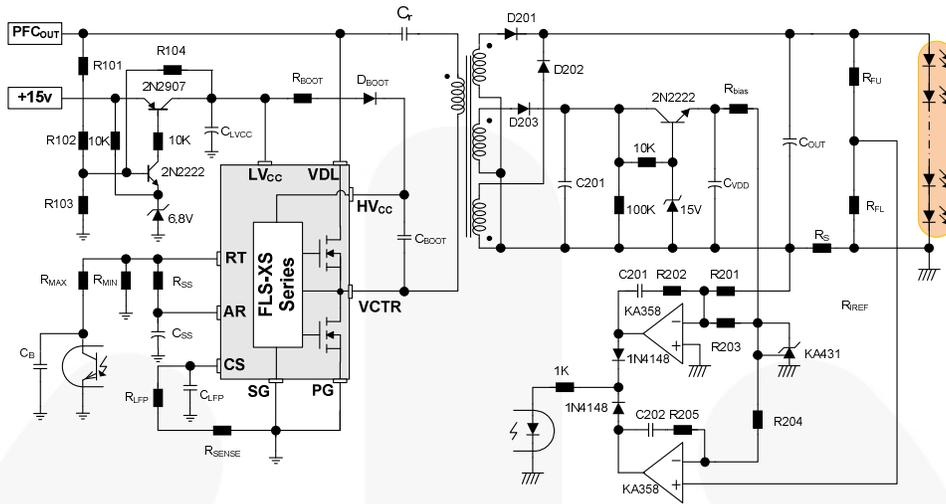 PFCOUT
Cr
D201
R101
R104
D202
RFU
+15v
2N2907
RBOOT
DBOOT
2N2222
Rbias
D203
R102
10K
10K
CLVCC
COUT
2N2222
LVCC
VDL
10K
HVCC
C201
CVDD
R103
6,8V
100K
15V
RFL
CBOOT
RS
RT
FLS-XS
Series
RMAX
RMIN
RSS
VCTR
C201
R202
R201
AR
KA358
RIREF
CSS
R203
KA431
CB
1N4148
CS
1K
SG
PG
RLFP
CLFP
1N4148
C202
R205
R204
RSENSE
KA358